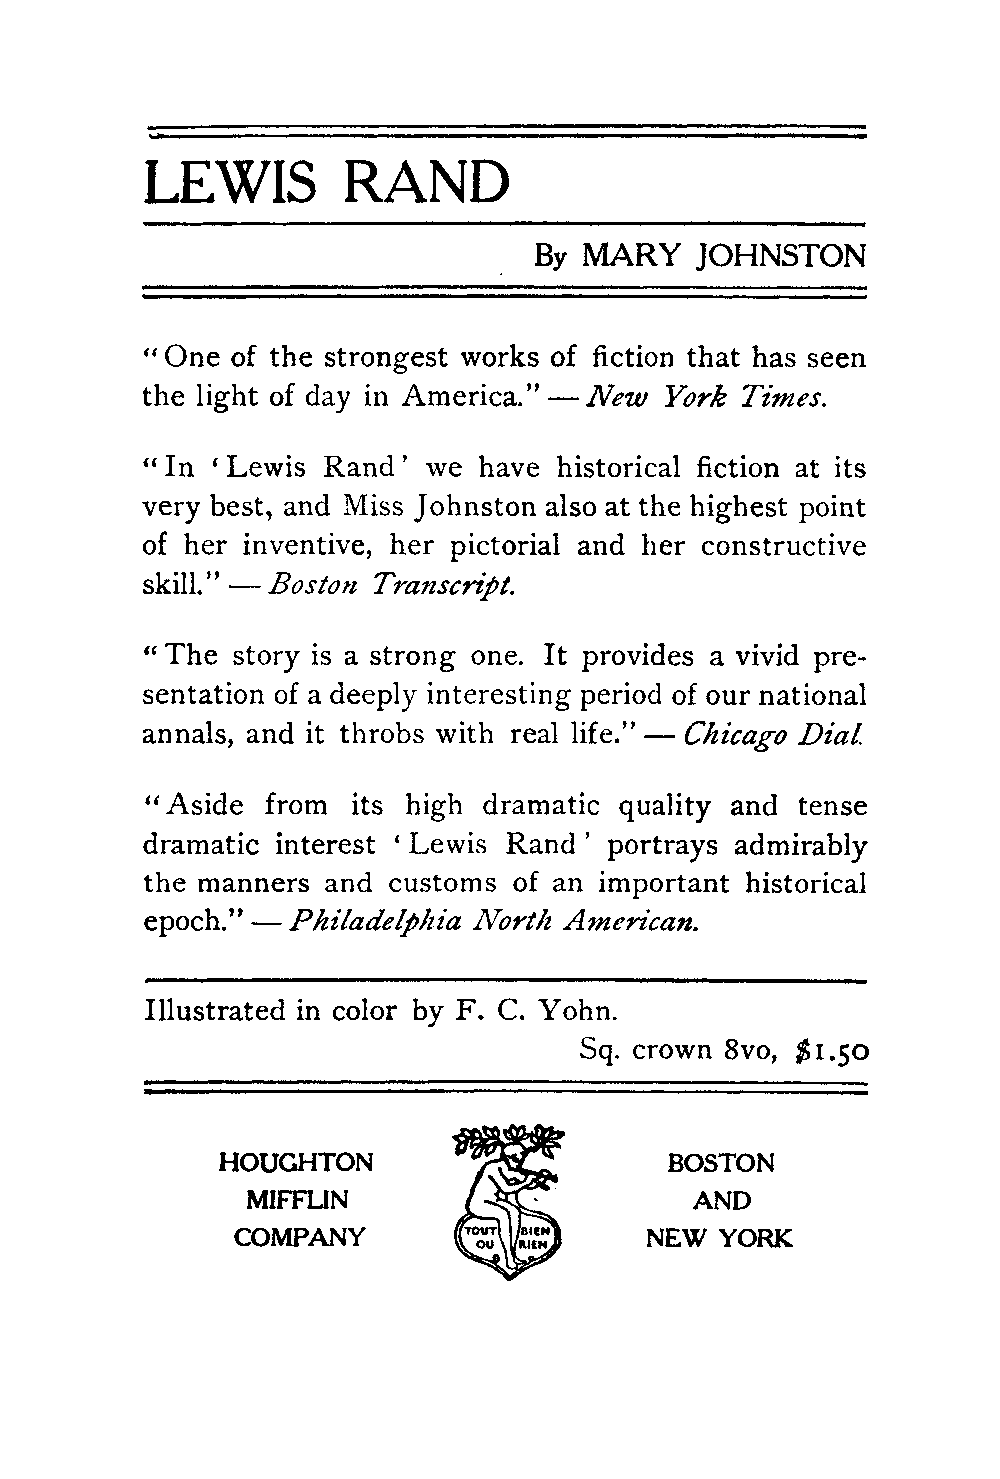 LEWIS RAND
By MARY JOHNSTON
“One of the strongest works of fiction that has seen
the light of day in America.” — New York Times.
“In ‘Lewis Rand’ we have historical fiction at its
very best, and Miss Johnston also at the highest point
of her inventive, her pictorial and her constructive
skill.” — Boston Transcript.
“The story is a strong one. It provides a vivid pre-
sentation of a deeply interesting period of our national
annals, and it throbs with real life.” — Chicago Dial.
“Aside from its high dramatic quality and tense
dramatic interest ‘Lewis Rand’ portrays admirably
the manners and customs of an important historical
epoch.” — Philadelphia North American.
Illustrated in color by F. C. Yohn.
Sq. crown 8vo, $1.50
HOUGHTON
MIFFLIN
COMPANY
TOUT BIEN
OU RIEN
BOSTON
AND
NEW YORK